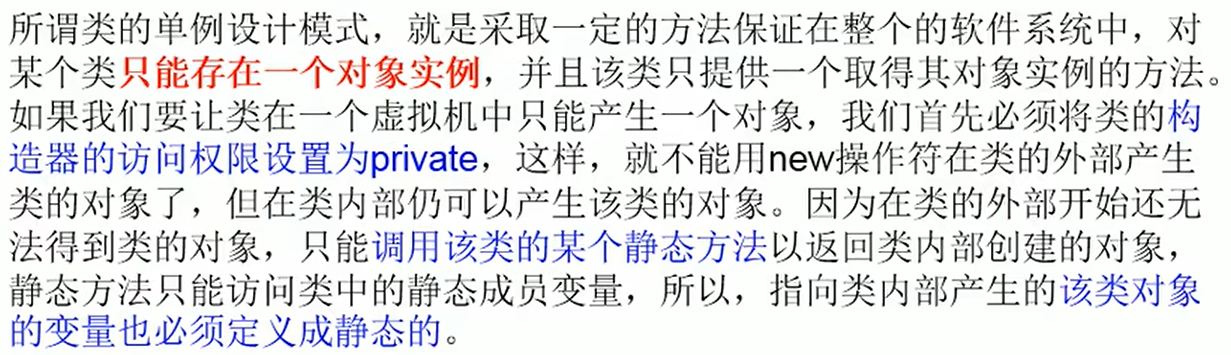 所谓类的单例设计模式，就是采取一定的方法保证在整个的软件系统中，对
某个类只能存在一个对象实例，并且该类只提供一个取得其对象实例的方法。
如果我们要让类在一个虚拟机中只能产生一个对象，我们首先必须将类的构
造器的访问权限设置为private，这样，就不能用new操作符在类的外部产生
类的对象了，但在类内部仍可以产生该类的对象。因为在类的外部开始还无
法得到类的对象，只能调用该类的某个静态方法以返回类内部创建的对象，
静态方法只能访问类中的静态成员变量，所以，指向类内部产生的该类对象
的变量也必须定义成静态的。